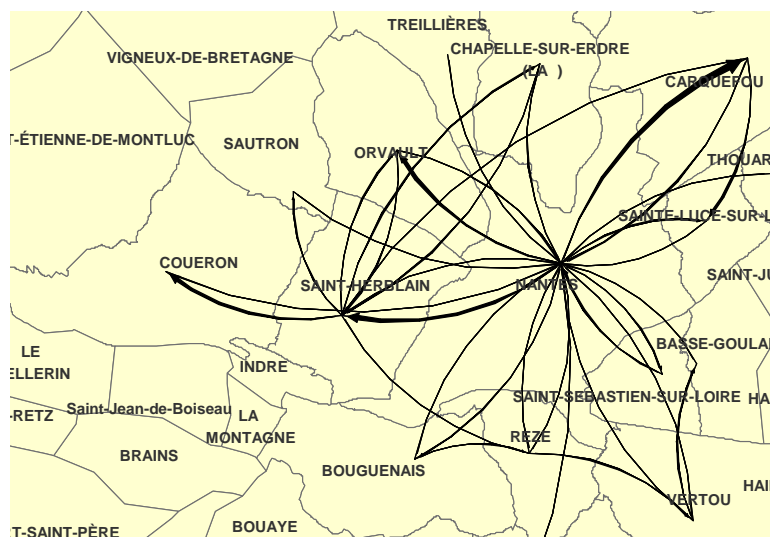 TREILLIÈRES
CHAPELLE-SUR-ERDRE
(LA )
VIGNEUX-DE-BRETAGNE
CARQUEFOU
T-ÉTIENNE-DE-MONTLUC
SAUTRON
ORVAULT
THOUAR
SAINTE-LUCE-SUR-L
COUERON
SAINT-HERBLAIN
NANTES
SAINT-JU
BASSE-GOULAI
LE
ELLERIN
INDRE
SAINT-SEBASTIEN-SUR-LOIRE
HA
-RETZ
Saint-Jean-de-Boiseau
LA
MONTAGNE
REZE
BRAINS
BOUGUENAIS
HAI
VERTOU
T-SAINT-PÈRE
BOUAYE